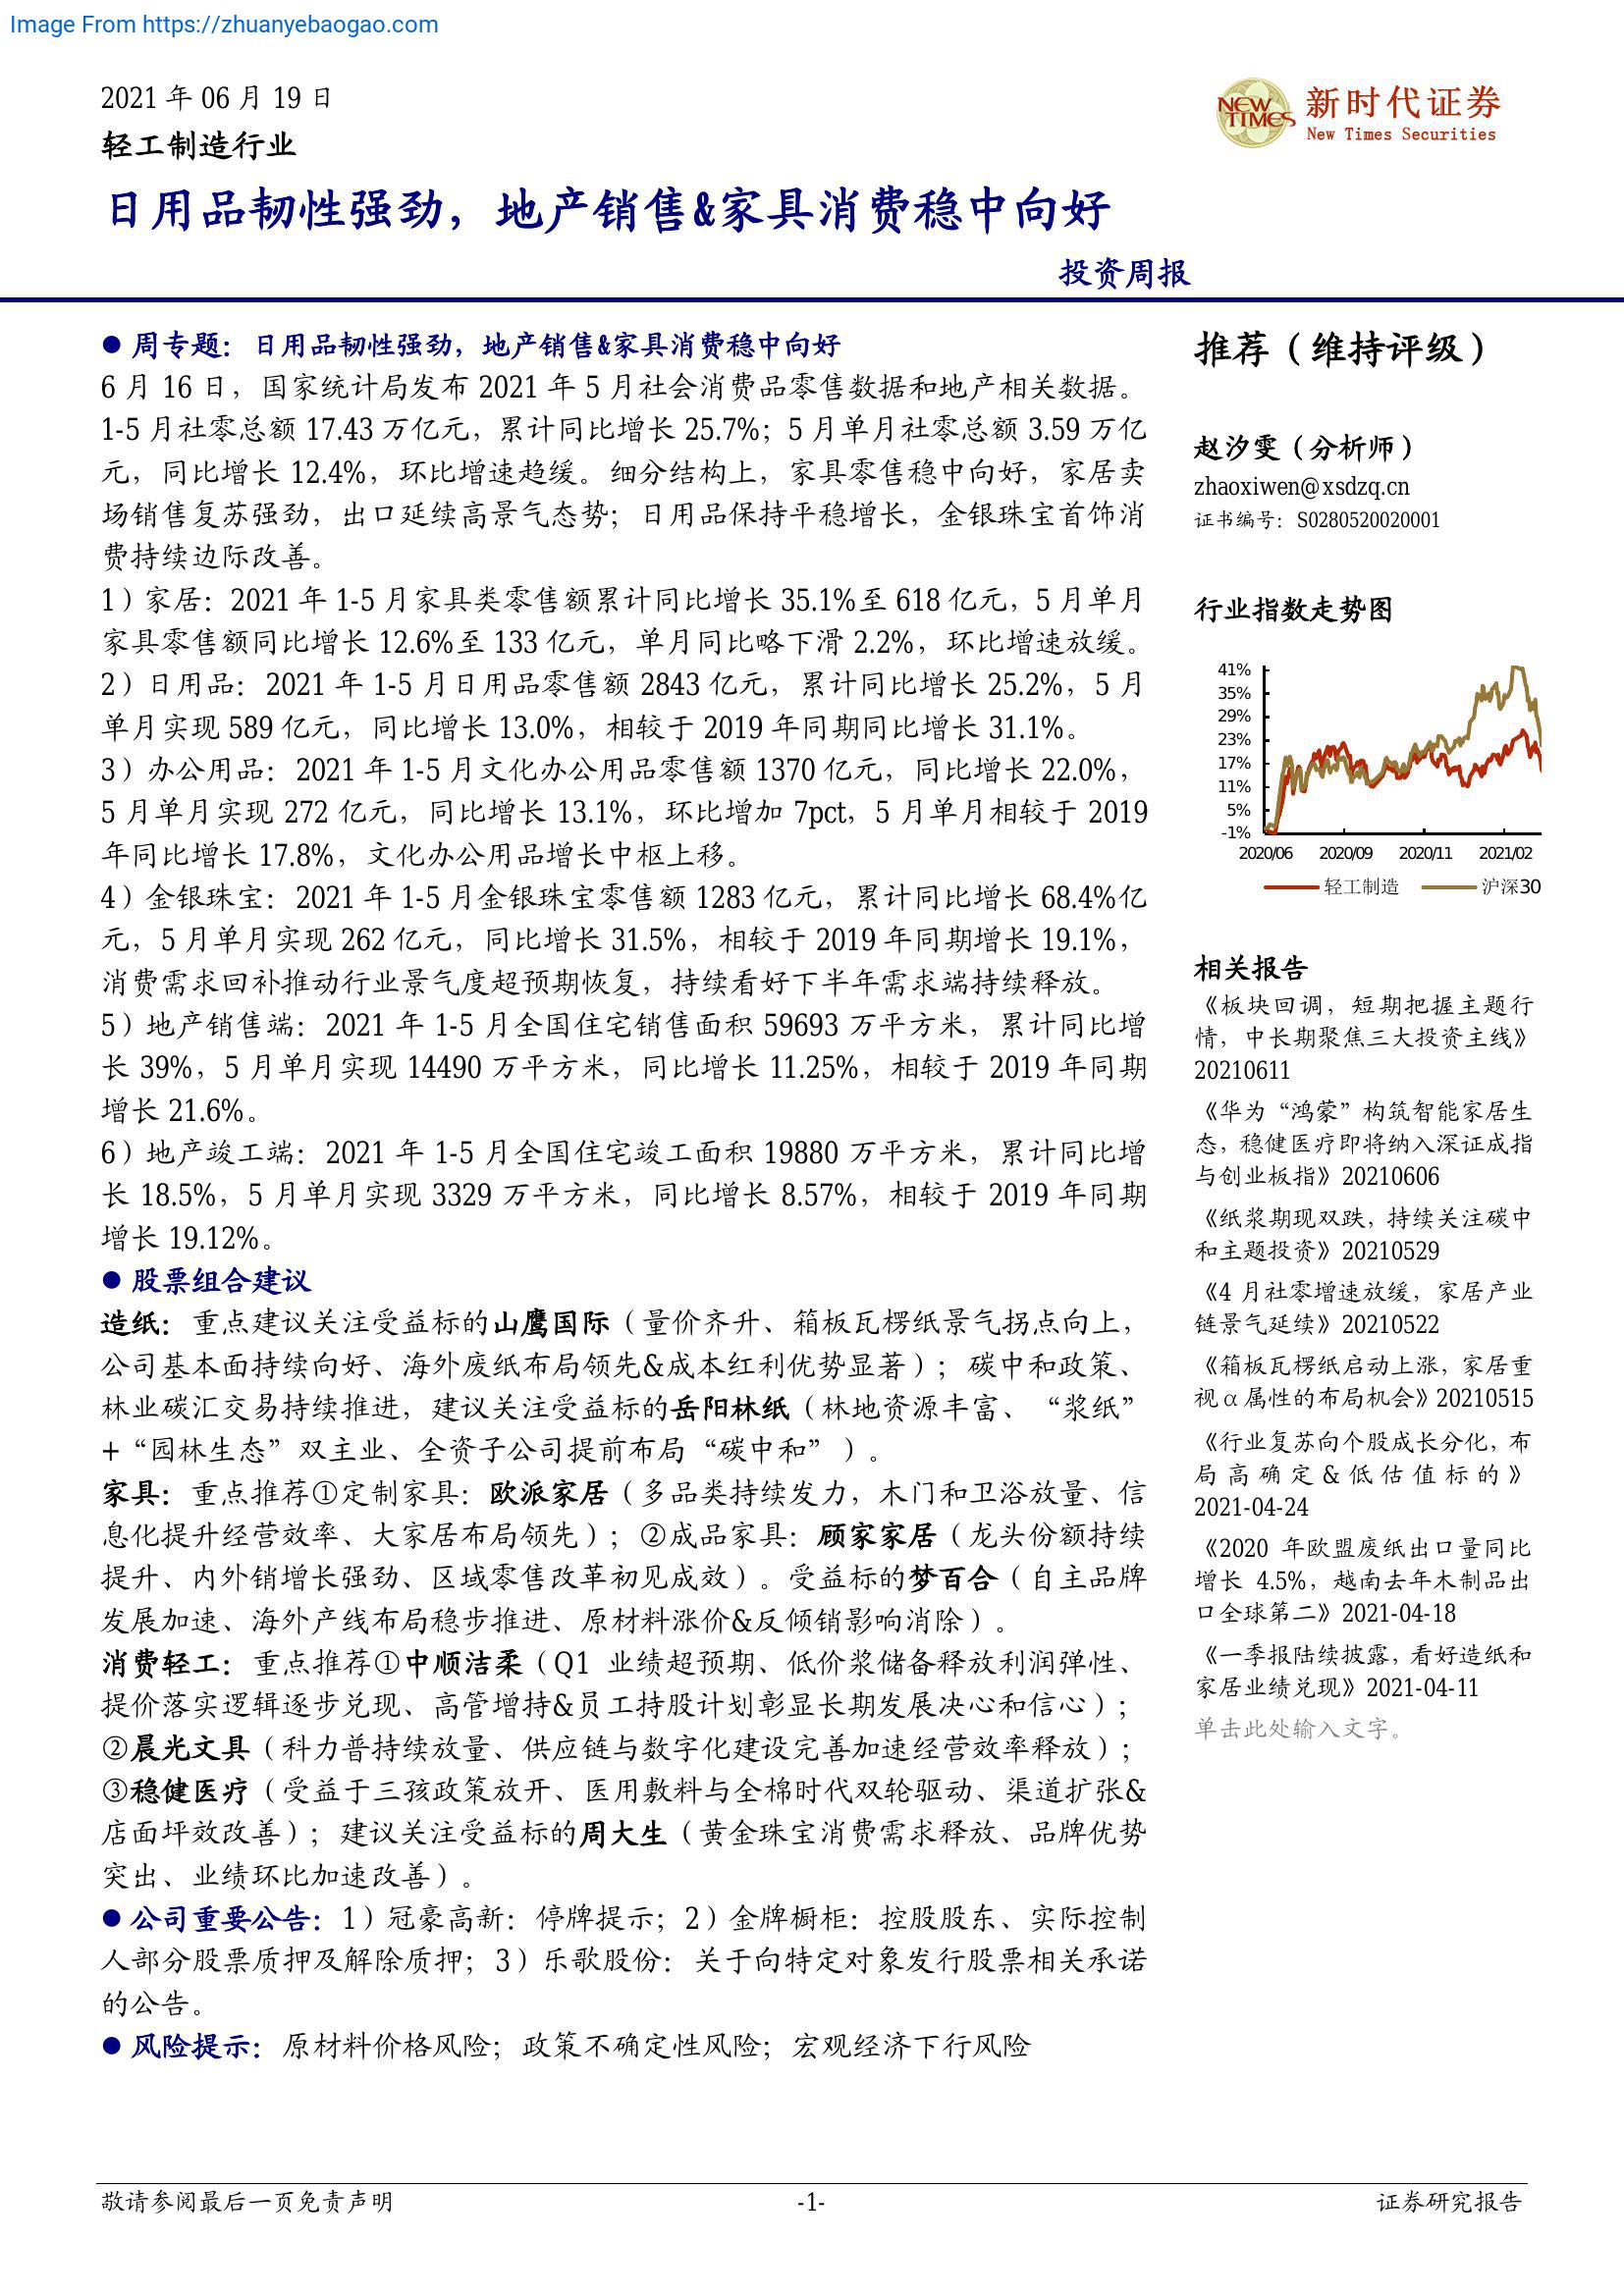 Image From https://zhuanyebaogao.com
2021 年 06 月 19 日
轻工制造行业
NEW TIMES
新时代证券
New Times Securities
日用品韧性强劲，地产销售&家具消费稳中向好
投资周报
● 周专题：日用品韧性强劲，地产销售&家具消费稳中向好
6 月 16 日，国家统计局发布 2021 年 5 月社会消费品零售数据和地产相关数据。
1-5 月社零总额 17.43 万亿元，累计同比增长 25.7%；5 月单月社零总额 3.59 万亿
元，同比增长 12.4%，环比增速趋缓。细分结构上，家具零售稳中向好，家居卖
场销售复苏强劲，出口延续高景气态势；日用品保持平稳增长，金银珠宝首饰消
费持续边际改善。
1）家居：2021 年 1-5 月家具类零售额累计同比增长 35.1%至 618 亿元，5 月单月
家具零售额同比增长 12.6%至 133 亿元，单月同比略下滑 2.2%，环比增速放缓。
2）日用品：2021 年 1-5 月日用品零售额 2843 亿元，累计同比增长 25.2%，5 月
单月实现 589 亿元，同比增长 13.0%，相较于 2019 年同期同比增长 31.1%。
3）办公用品：2021 年 1-5 月文化办公用品零售额 1370 亿元，同比增长 22.0%，
5 月单月实现 272 亿元，同比增长 13.1%，环比增加 7pct，5 月单月相较于 2019
年同比增长 17.8%，文化办公用品增长中枢上移。
4）金银珠宝：2021 年 1-5 月金银珠宝零售额 1283 亿元，累计同比增长 68.4%亿
元，5 月单月实现 262 亿元，同比增长 31.5%，相较于 2019 年同期增长 19.1%，
消费需求回补推动行业景气度超预期恢复，持续看好下半年需求端持续释放。
5）地产销售端：2021 年 1-5 月全国住宅销售面积 59693 万平方米，累计同比增
长 39%，5 月单月实现 14490 万平方米，同比增长 11.25%，相较于 2019 年同期
增长 21.6%。
6）地产竣工端：2021 年 1-5 月全国住宅竣工面积 19880 万平方米，累计同比增
长 18.5%，5 月单月实现 3329 万平方米，同比增长 8.57%，相较于 2019 年同期
增长 19.12%。
● 股票组合建议
造纸：重点建议关注受益标的山鹰国际（量价齐升、箱板瓦楞纸景气拐点向上，
公司基本面持续向好、海外废纸布局领先&成本红利优势显著）；碳中和政策、
林业碳汇交易持续推进，建议关注受益标的岳阳林纸（林地资源丰富、“浆纸”
+“园林生态”双主业、全资子公司提前布局“碳中和”）。
家具：重点推荐①定制家具：欧派家居（多品类持续发力，木门和卫浴放量、信
息化提升经营效率、大家居布局领先）；②成品家具：顾家家居（龙头份额持续
提升、内外销增长强劲、区域零售改革初见成效）。受益标的梦百合（自主品牌
发展加速、海外产线布局稳步推进、原材料涨价&反倾销影响消除）。
消费轻工：重点推荐①中顺洁柔（Q1 业绩超预期、低价浆储备释放利润弹性、
提价落实逻辑逐步兑现、高管增持&员工持股计划彰显长期发展决心和信心）；
②晨光文具（科力普持续放量、供应链与数字化建设完善加速经营效率释放）；
③稳健医疗（受益于三孩政策放开、医用敷料与全棉时代双轮驱动、渠道扩张&
店面坪效改善）；建议关注受益标的周大生（黄金珠宝消费需求释放、品牌优势
突出、业绩环比加速改善）。
● 公司重要公告：1）冠豪高新：停牌提示；2）金牌橱柜：控股股东、实际控制
人部分股票质押及解除质押；3）乐歌股份：关于向特定对象发行股票相关承诺
的公告。
● 风险提示：原材料价格风险；政策不确定性风险；宏观经济下行风险
推荐（维持评级）
赵汐雯（分析师）
zhaoxiwen@xsdzq.cn
证书编号：S0280520020001
行业指数走势图
41%
35%
29%
23%
17%
11%
5%
-1%
2020/06 2020/09 2020/11 2021/02
轻工制造 沪深30
相关报告
《板块回调，短期把握主题行
情，中长期聚焦三大投资主线》
20210611
《华为“鸿蒙”构筑智能家居生
态，稳健医疗即将纳入深证成指
与创业板指》20210606
《纸浆期现双跌，持续关注碳中
和主题投资》20210529
《4 月社零增速放缓，家居产业
链景气延续》20210522
《箱板瓦楞纸启动上涨，家居重
视 α 属性的布局机会》20210515
《行业复苏向个股成长分化，布
局高确定&低估值标的》
2021-04-24
《2020 年欧盟废纸出口量同比
增长 4.5%，越南去年木制品出
口全球第二》2021-04-18
《一季报陆续披露，看好造纸和
家居业绩兑现》2021-04-11
单击此处输入文字。
敬请参阅最后一页免责声明
-1-
证券研究报告